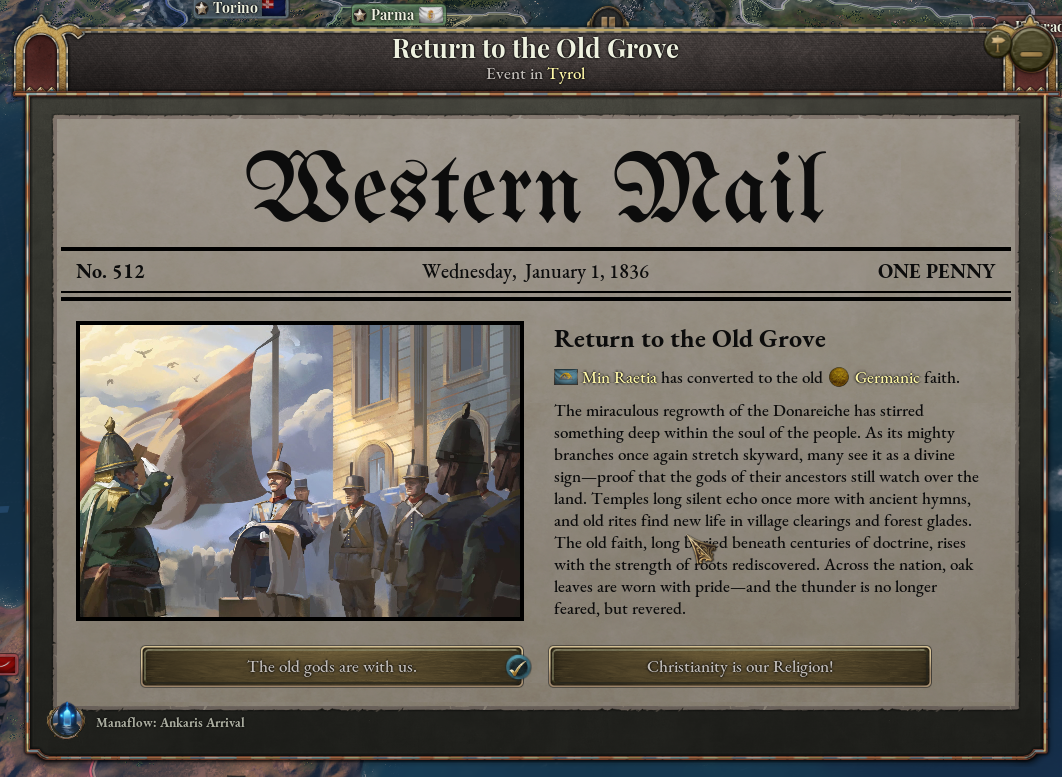 Torino
Parma
Return to the Old Grove
Event in Tyrol
Western Mail
No. 512
Wednesday, January 1, 1836
ONE PENNY
Return to the Old Grove
Min Raetia has converted to the old Germanic faith.
The miraculous regrowth of the Donareiche has stirred
something deep within the soul of the people. As its mighty
branches once again stretch skyward, many see it as a divine
sign—proof that the gods of their ancestors still watch over the
land. Temples long silent echo once more with ancient hymns,
and old rites find new life in village clearings and forest glades.
The old faith, long buried beneath centuries of doctrine, rises
with the strength of roots rediscovered. Across the nation, oak
leaves are worn with pride—and the thunder is no longer
feared, but revered.
The old gods are with us.
Christianity is our Religion!
Manaflow: Ankaris Arrival